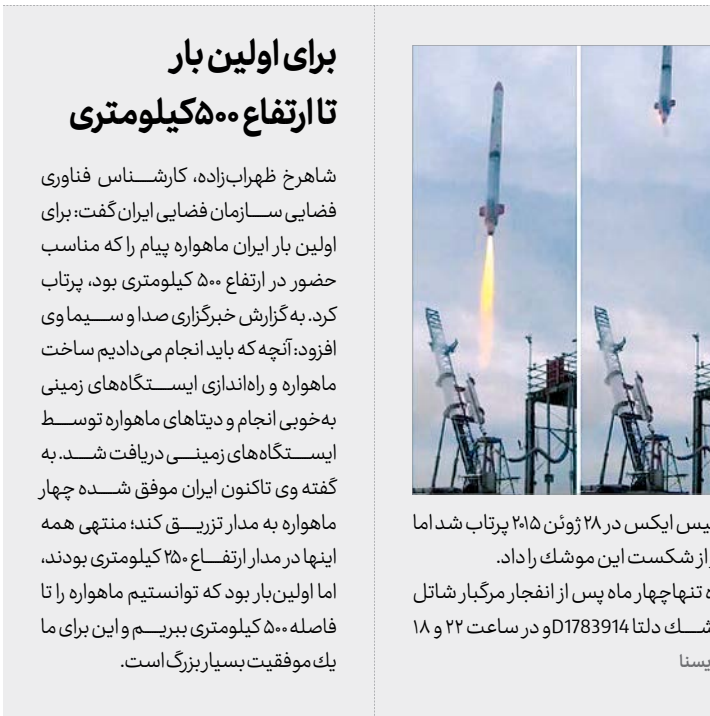 برای اولین بار
تا ارتفاع ۵۰۰ کیلومتری
شاهرخ ظهراب‌زاده، کارشناس فناوری
فضایی سازمان فضایی ایران گفت: برای
اولین بار ایران ماهواره پیام را که مناسب
حضور در ارتفاع ۵۰۰ کیلومتری بود، پرتاب
کرد. به گزارش خبرگزاری صدا و سیما وی
افزود: آنچه که باید انجام می‌دادیم ساخت
ماهواره و راه‌اندازی ایستگاه‌های زمینی
به‌خوبی انجام و دیتاهای ماهواره توسط
ایستگاه‌های زمینی دریافت شد. به
گفته وی تاکنون ایران موفق شده چهار
ماهواره به مدار تزریق کند؛ منتهی همه
اینها در مدار ارتفاع ۲۵۰ کیلومتری بودند،
اما اولین‌بار بود که توانستیم ماهواره را تا
فاصله ۵۰۰ کیلومتری ببریم و این برای ما
یك موفقیت بسیار بزرگ است.
ایکس در ۲۸ ژوئن ۲۰۱۵ پرتاب شد اما
از شکست این موشك را داد.
تنها چهار ماه پس از انفجار مرگبار شاتل
دلتا D1783914 و در ساعت ۲۲ و ۱۸